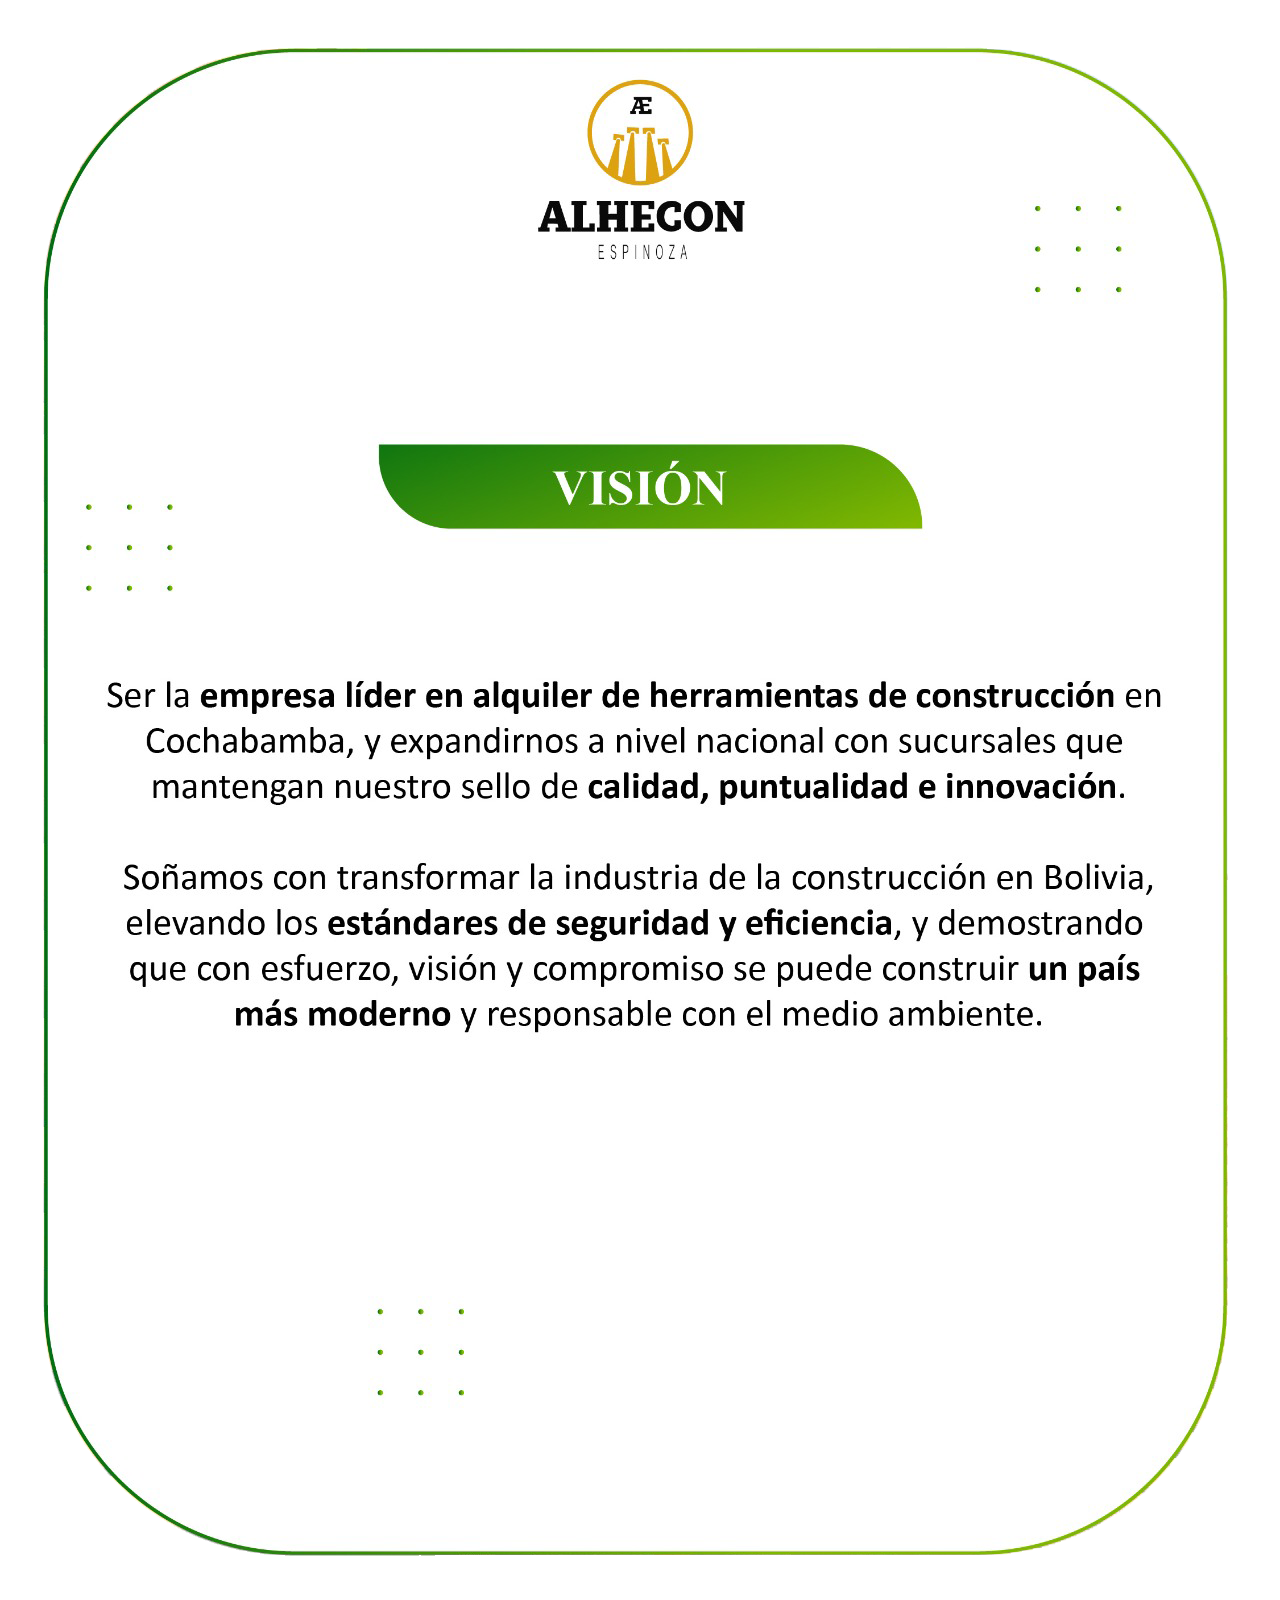 Æ
ALHECON
ESPINOZA
VISIÓN
Ser la empresa líder en alquiler de herramientas de construcción en
Cochabamba, y expandirnos a nivel nacional con sucursales que
mantengan nuestro sello de calidad, puntualidad e innovación.
Soñamos con transformar la industria de la construcción en Bolivia,
elevando los estándares de seguridad y eficiencia, y demostrando
que con esfuerzo, visión y compromiso se puede construir un país
más moderno y responsable con el medio ambiente.